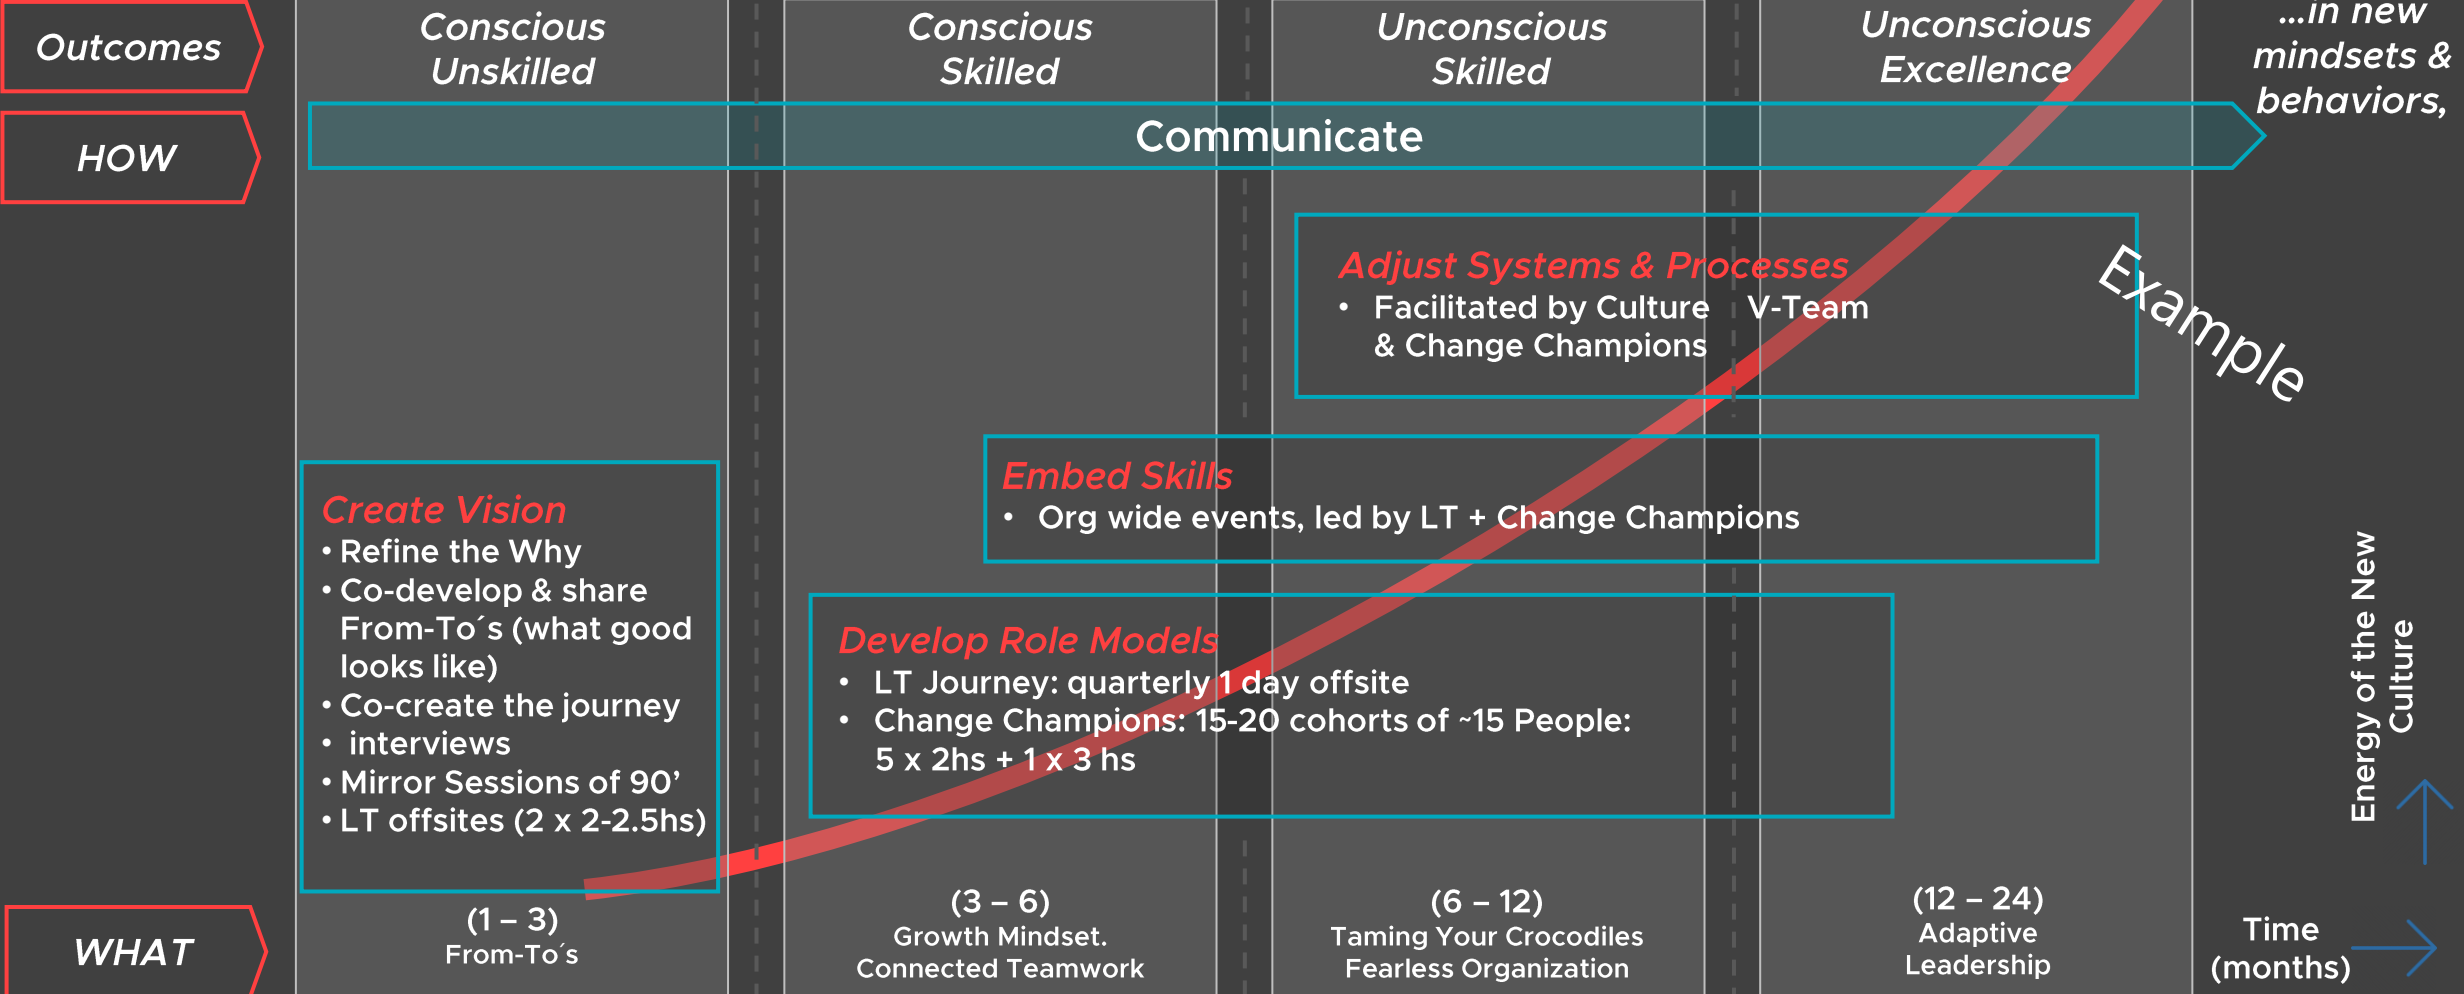 Outcomes
Conscious
Unskilled
Conscious
Skilled
Unconscious
Skilled
Unconscious
Excellence
...in new
mindsets &
behaviors,
HOW
Communicate
Adjust Systems & Processes
• Facilitated by Culture V-Team
& Change Champions
Example
Embed Skills
• Org wide events, led by LT + Change Champions
Create Vision
• Refine the Why
• Co-develop & share
From-To´s (what good
looks like)
• Co-create the journey
• interviews
• Mirror Sessions of 90’
• LT offsites (2 x 2-2.5hs)
Develop Role Models
• LT Journey: quarterly 1 day offsite
• Change Champions: 15-20 cohorts of ~15 People:
5 x 2hs + 1 x 3 hs
Energy of the New
Culture
WHAT
(1 – 3)
From-To´s
(3 – 6)
Growth Mindset.
Connected Teamwork
(6 – 12)
Taming Your Crocodiles
Fearless Organization
(12 – 24)
Adaptive
Leadership
Time
(months)